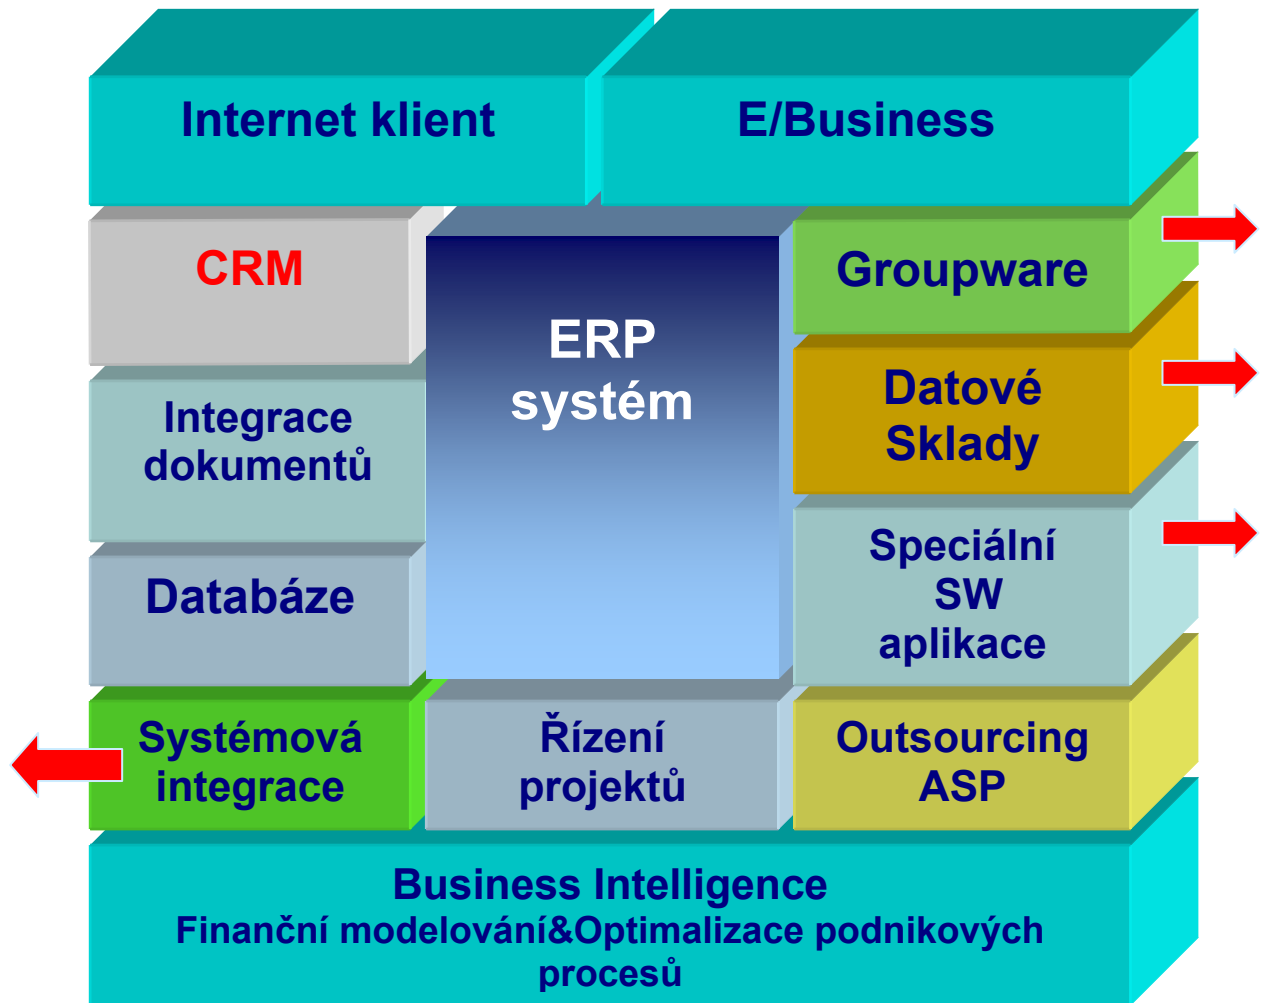 Internet klient
E/Business
CRM
ERP
systém
Groupware
Datové
Sklady
Integrace
dokumentů
Databáze
Speciální
SW
aplikace
Systémová
integrace
Řízení
projektů
Outsourcing
ASP
Business Intelligence
Finanční modelování&Optimalizace podnikových
procesů